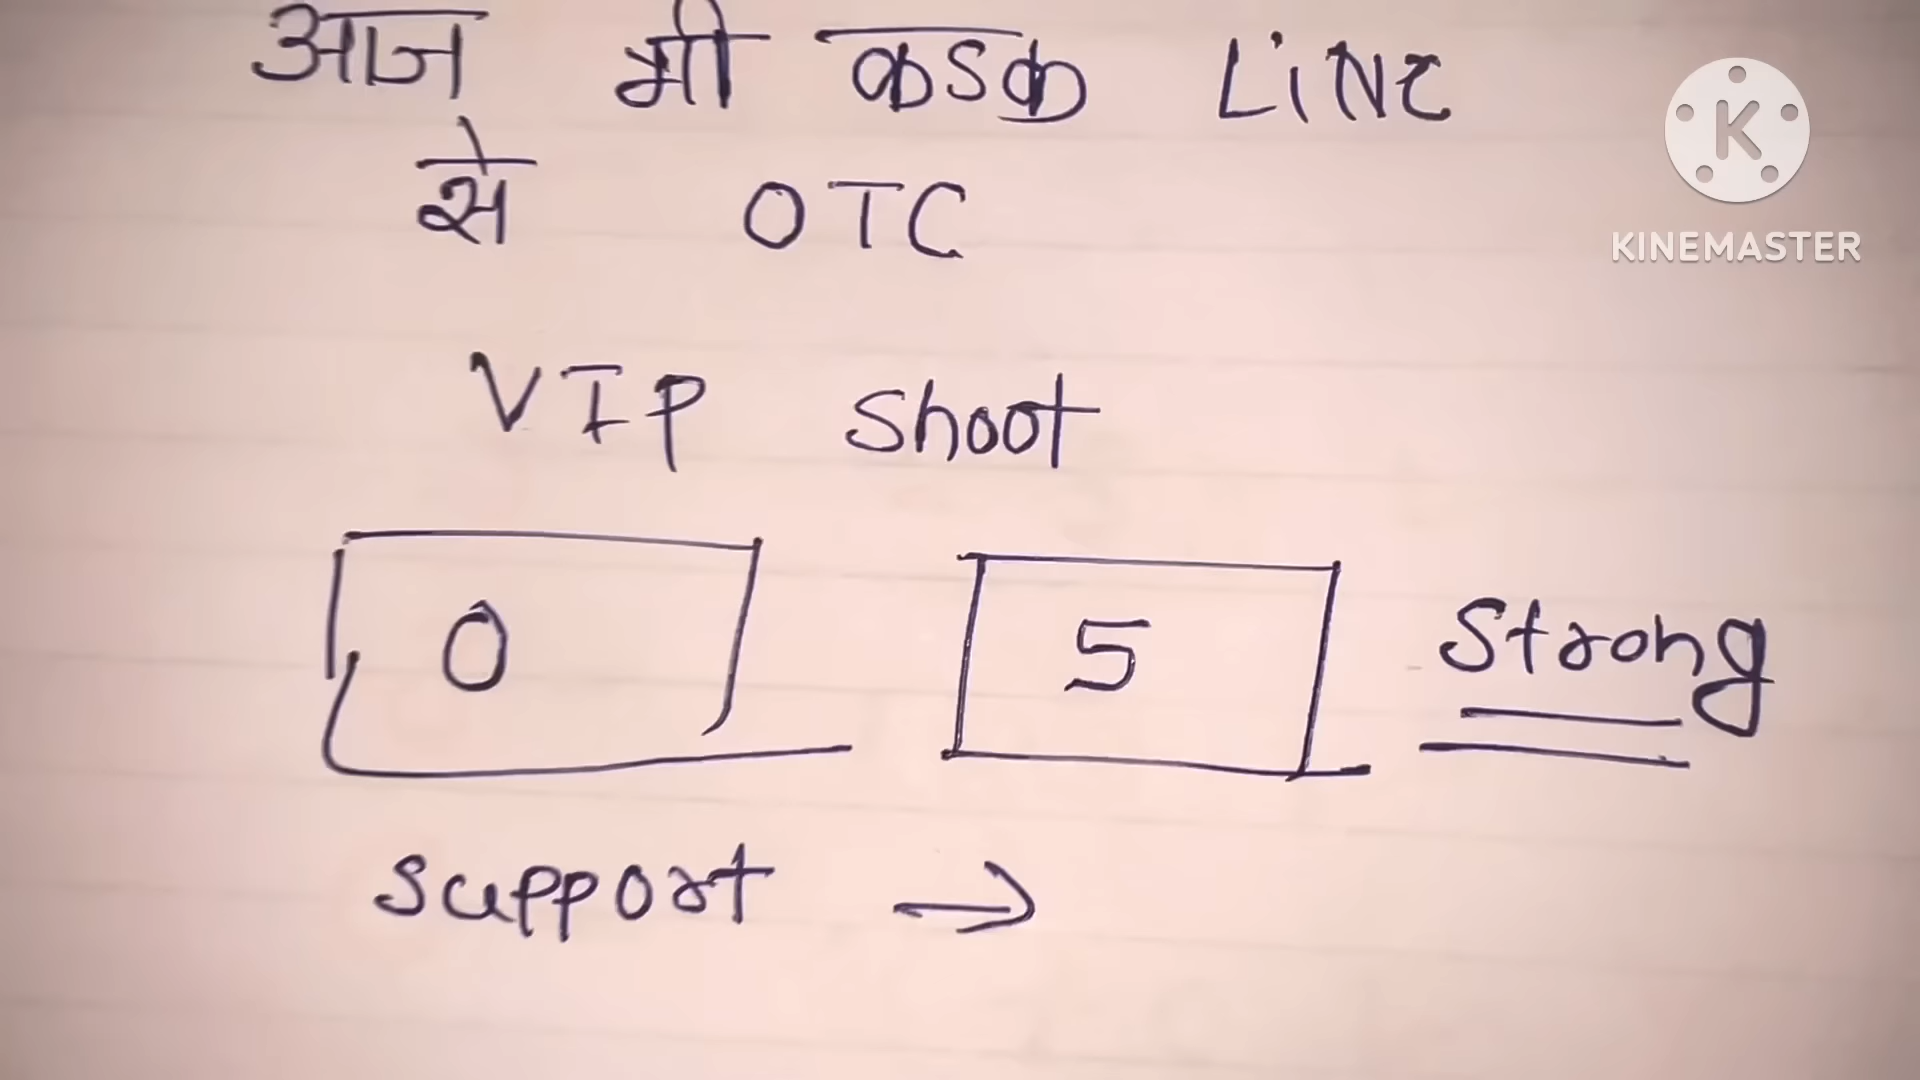 आज भी कडक LiNE
से OTC
K
KINEMASTER
VIP Shoot
0 5 Strong
Support →